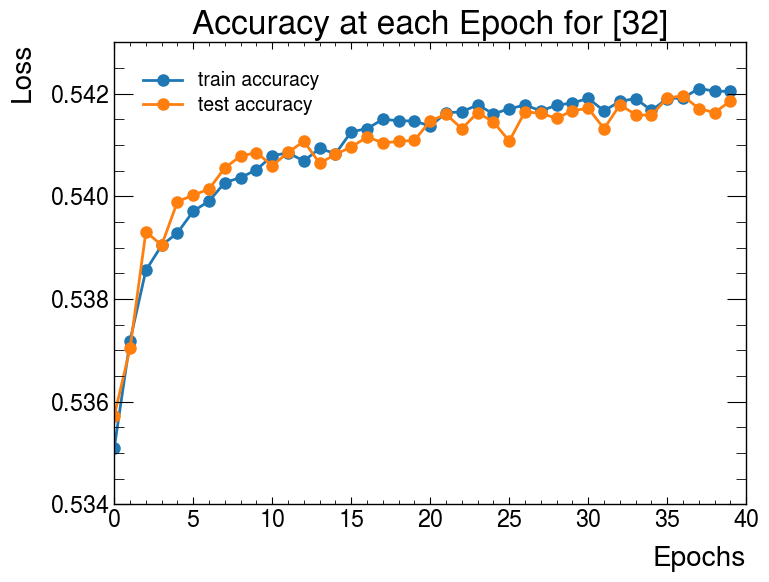 Accuracy at each Epoch for [32]
Loss
train accuracy
test accuracy
0.542
0.540
0.538
0.536
0.534
0 5 10 15 20 25 30 35 40
Epochs